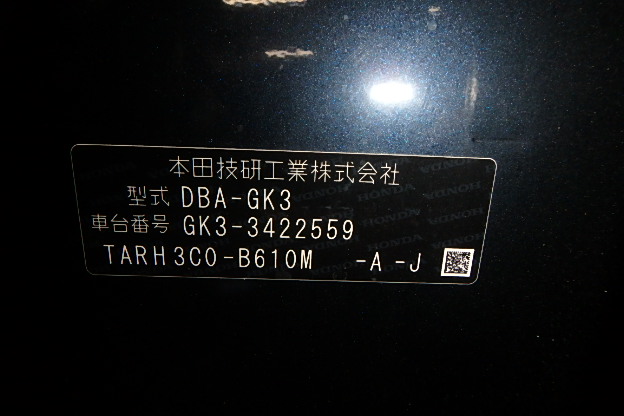 本田技研工業株式会社
型式 DBA-GK3
車台番号 GK3-3422559
TARH3C0-B610M -A-J